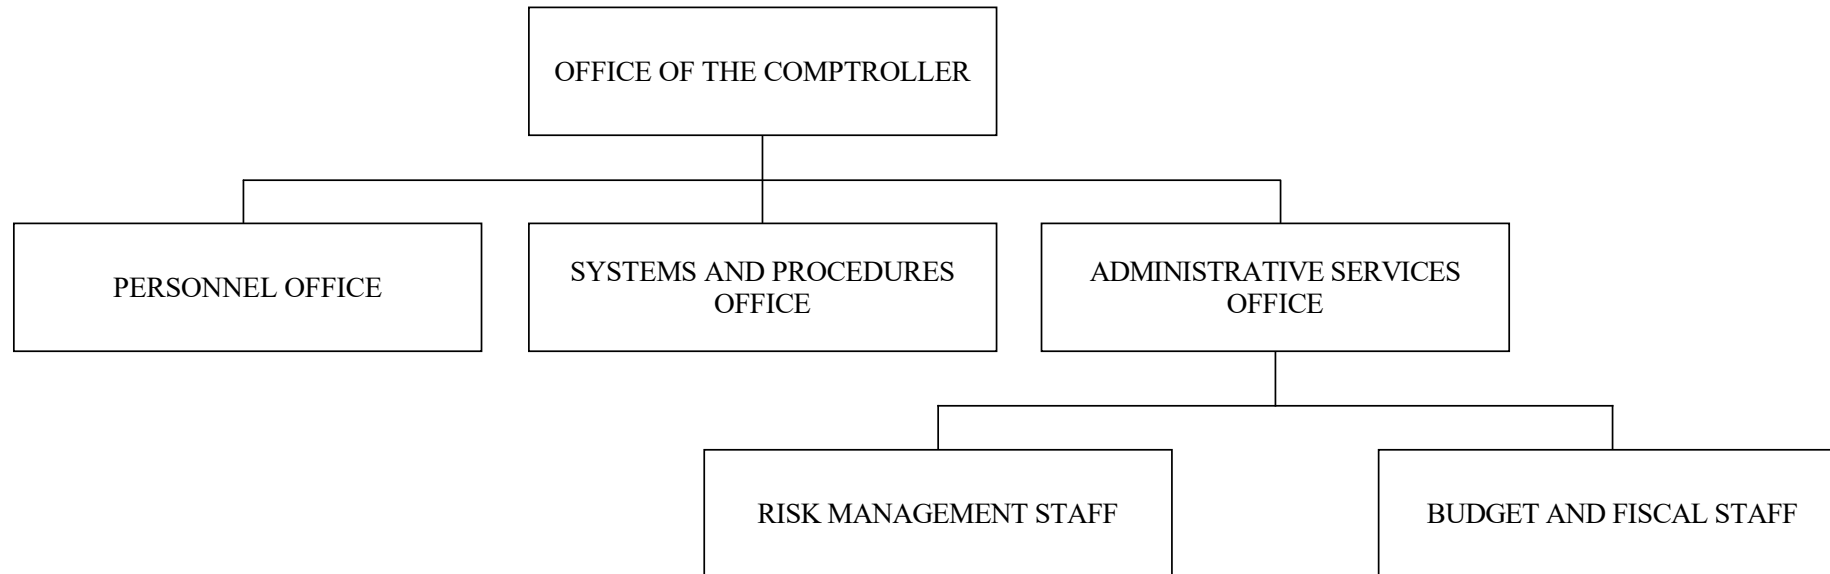 OFFICE OF THE COMPTROLLER
PERSONNEL OFFICE
SYSTEMS AND PROCEDURES
OFFICE
ADMINISTRATIVE SERVICES
OFFICE
RISK MANAGEMENT STAFF
BUDGET AND FISCAL STAFF